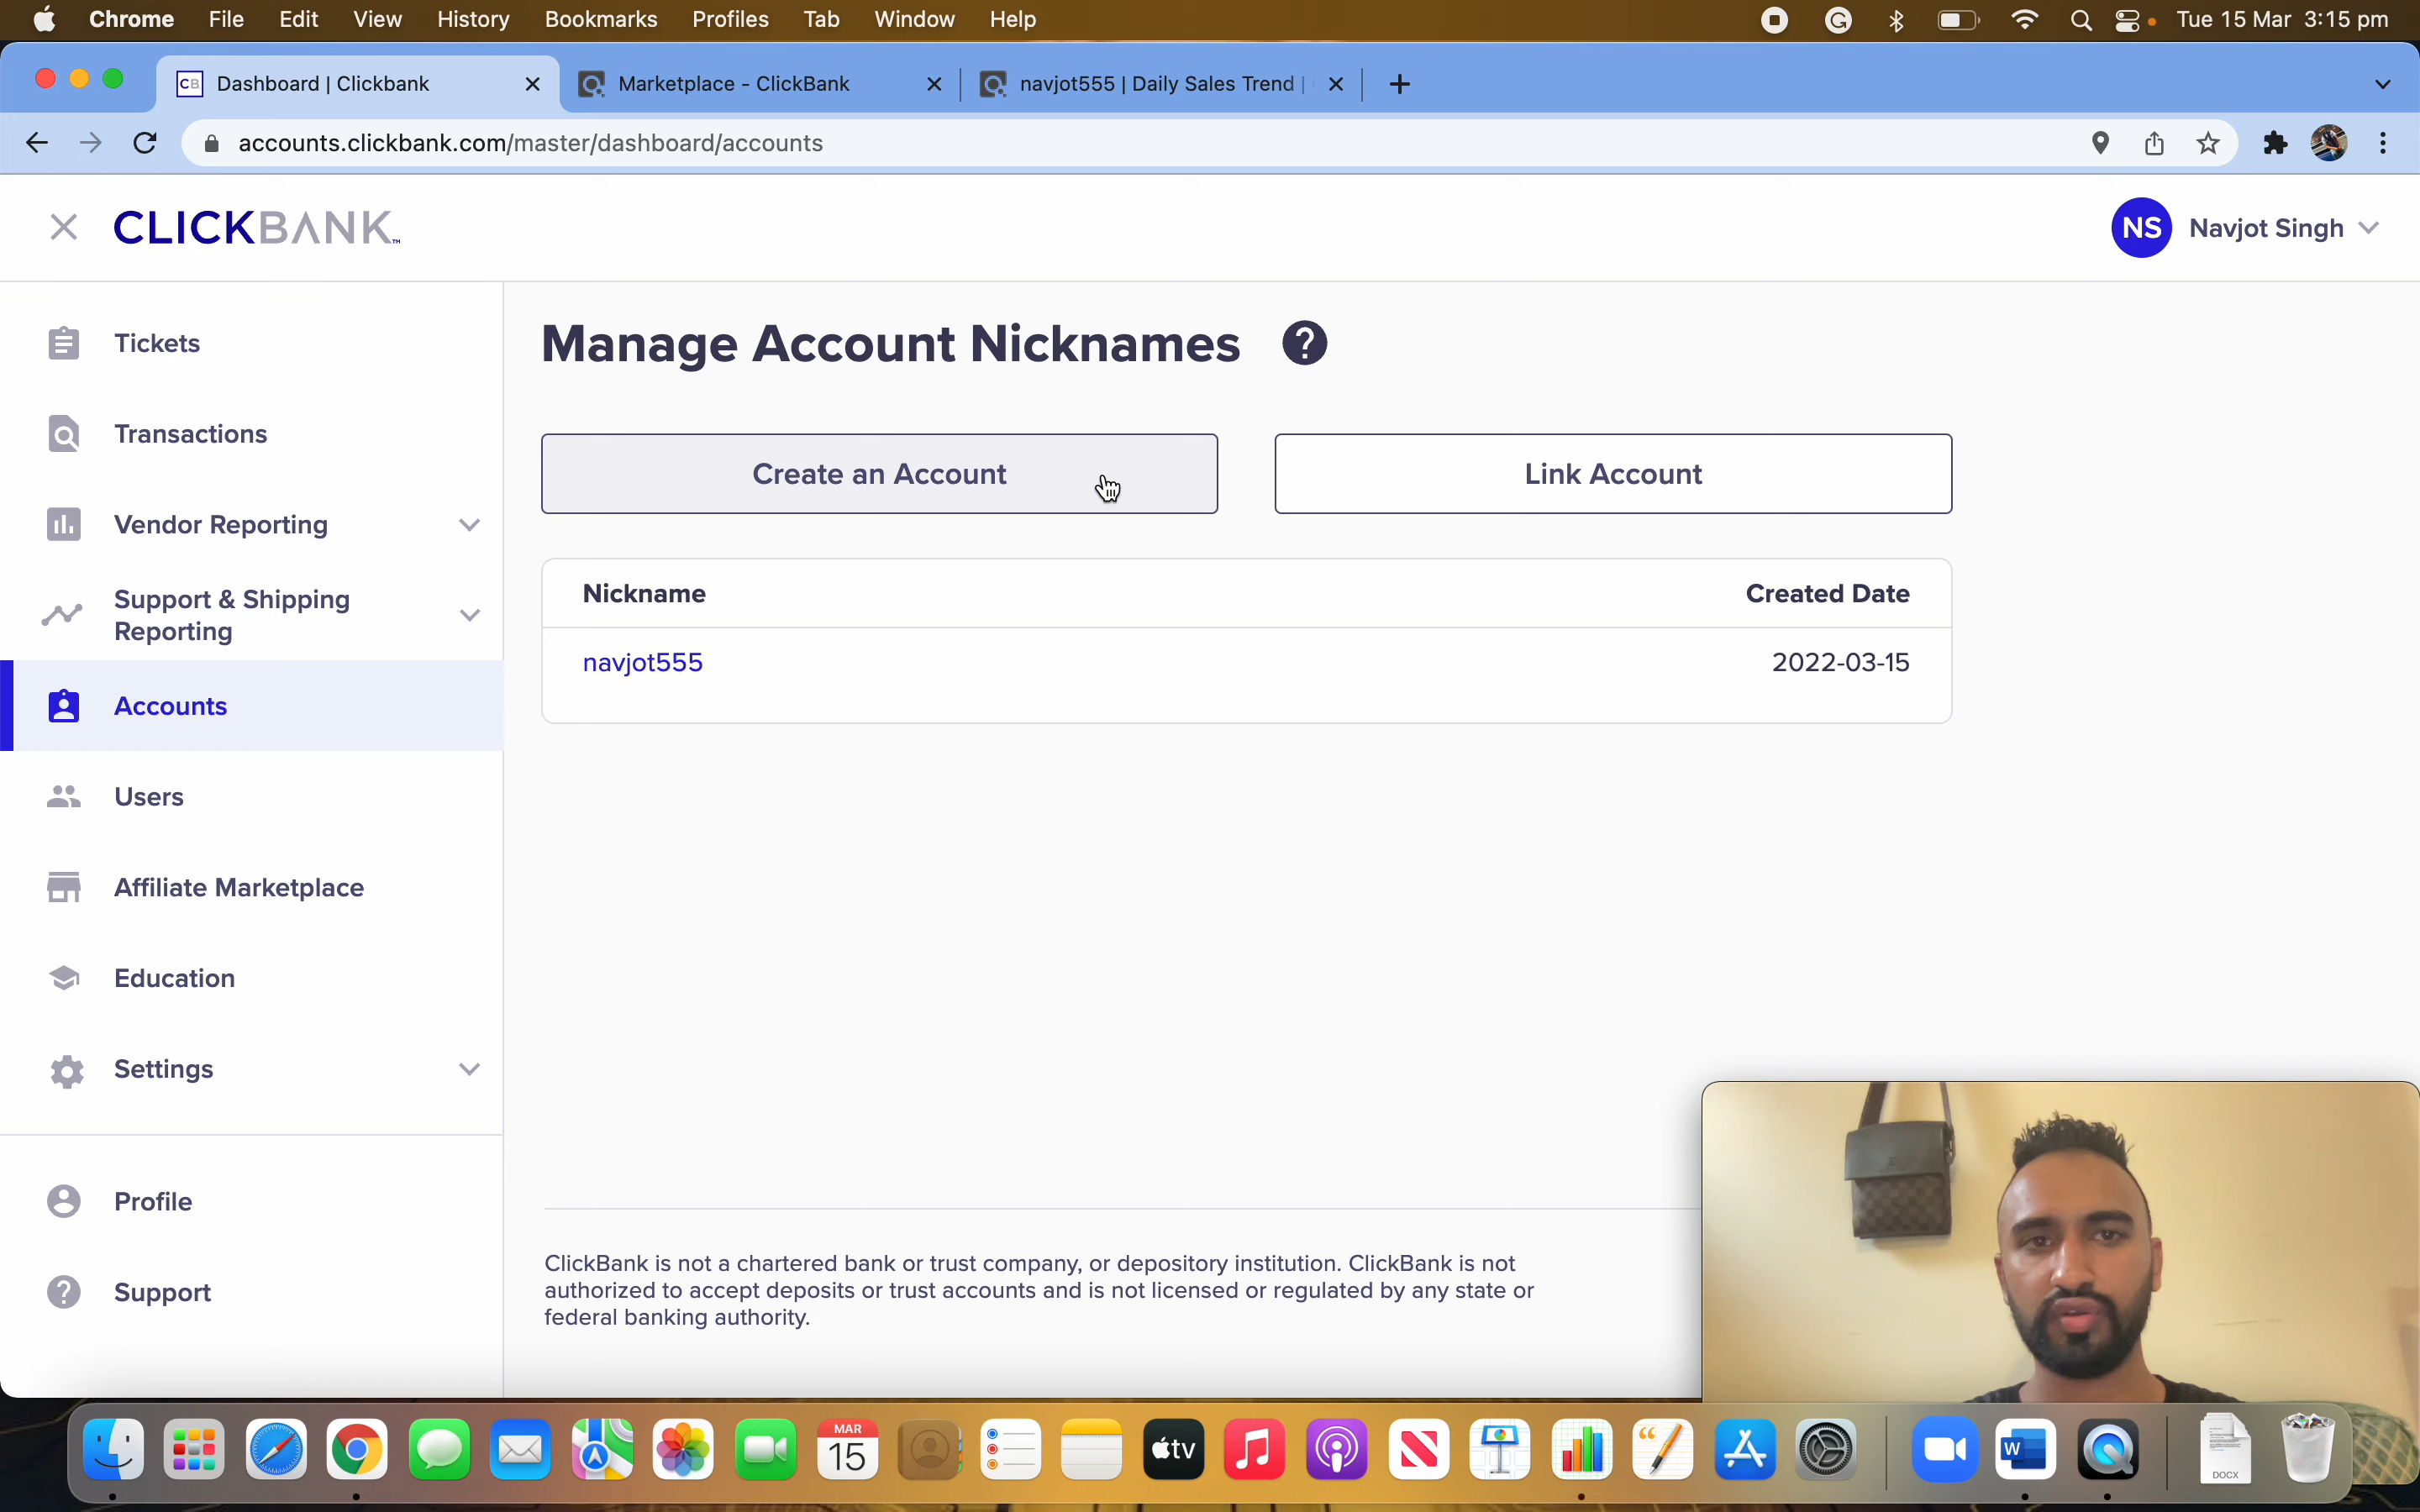 Chrome File Edit View History Bookmarks Profiles Tab Window Help Tue 15 Mar 3:15 pm
CB Dashboard | Clickbank Marketplace - ClickBank navjot555 | Daily Sales Trend |
accounts.clickbank.com/master/dashboard/accounts
CLICKBANK™
NS Navjot Singh
Tickets
Transactions
Vendor Reporting
Support & Shipping
Reporting
Accounts
Users
Affiliate Marketplace
Education
Settings
Profile
Support
Manage Account Nicknames ?
Create an Account Link Account
Nickname Created Date
navjot555 2022-03-15
ClickBank is not a chartered bank or trust company, or depository institution. ClickBank is not
authorized to accept deposits or trust accounts and is not licensed or regulated by any state or
federal banking authority.
MAR
15
tv
W
DOCX